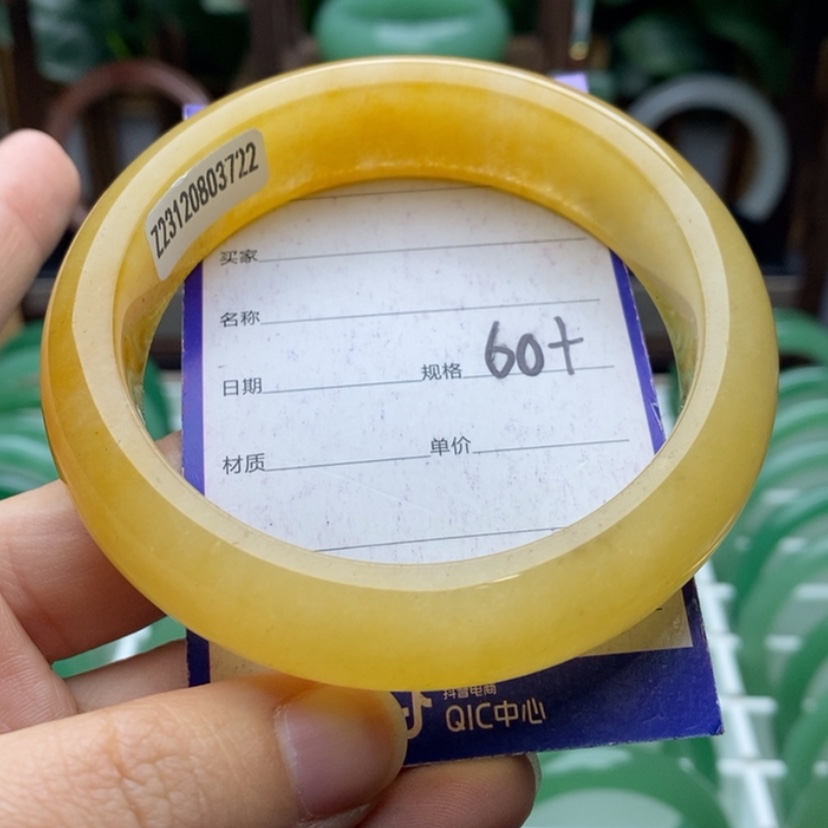 Z23120803722
买家
名称
日期 规格 60+
材质 单价
抖音电商
QIC中心